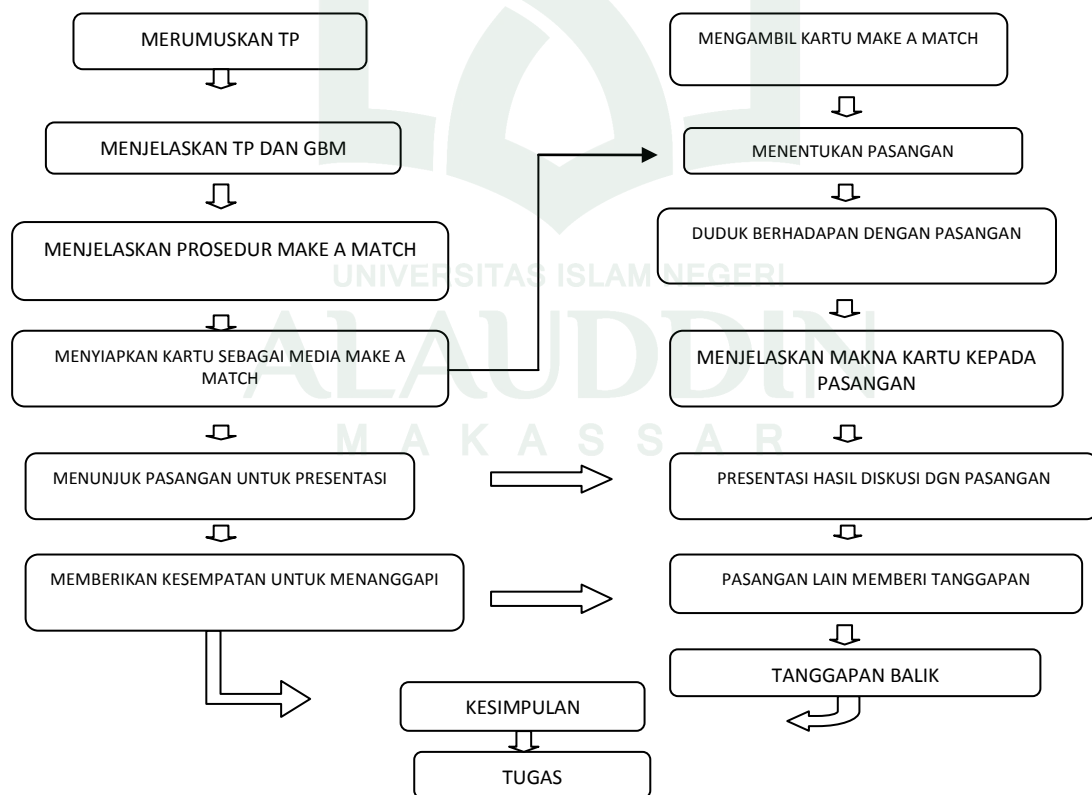 MERUMUSKAN TP
MENJELASKAN TP DAN GBM
MENJELASKAN PROSEDUR MAKE A MATCH
MENYIAPKAN KARTU SEBAGAI MEDIA MAKE A
MATCH
MENUNJUK PASANGAN UNTUK PRESENTASI
MEMBERIKAN KESEMPATAN UNTUK MENANGGAPI
MENGAMBIL KARTU MAKE A MATCH
MENENTUKAN PASANGAN
DUDUK BERHADAPAN DENGAN PASANGAN
MENJELASKAN MAKNA KARTU KEPADA
PASANGAN
PRESENTASI HASIL DISKUSI DGN PASANGAN
PASANGAN LAIN MEMBERI TANGGAPAN
TANGGAPAN BALIK
KESIMPULAN
TUGAS
UNIVERSITAS ISLAM NEGERI
ALAUDDIN
MAKASSAR